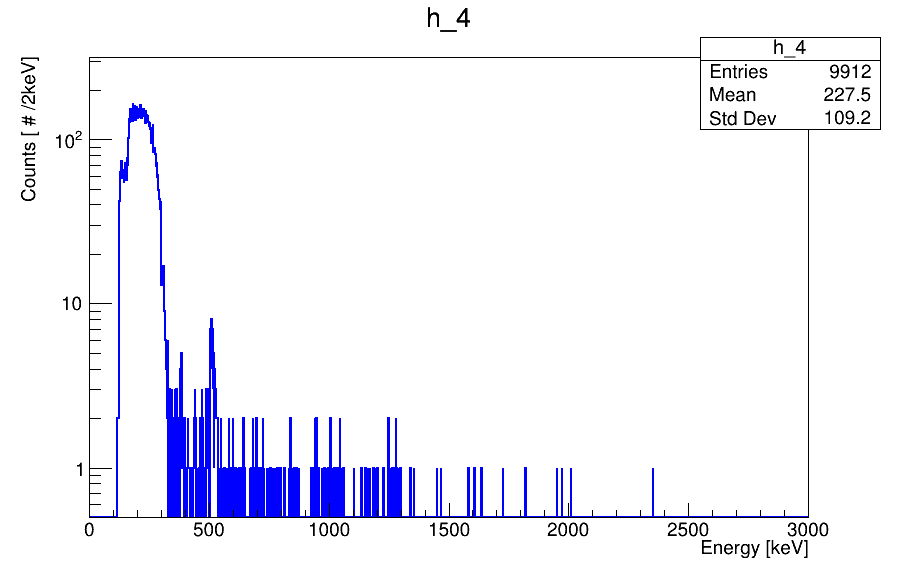 h_4
h_4
Entries 9912
Mean 227.5
Std Dev 109.2
Counts [ # /2keV]
10²
10
1
0 500 1000 1500 2000 2500 3000
Energy [keV]